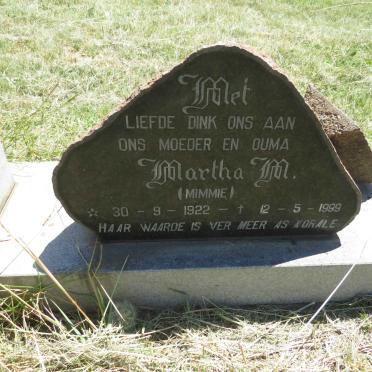 Met
LIEFDE DINK ONS AAN
ONS MOEDER EN OUMA
Martha M.
(MIMMIE)
☆ 30 - 9 - 1922 - † 12 - 5 - 1999
HAAR WAARDE IS VER MEER AS KORALE